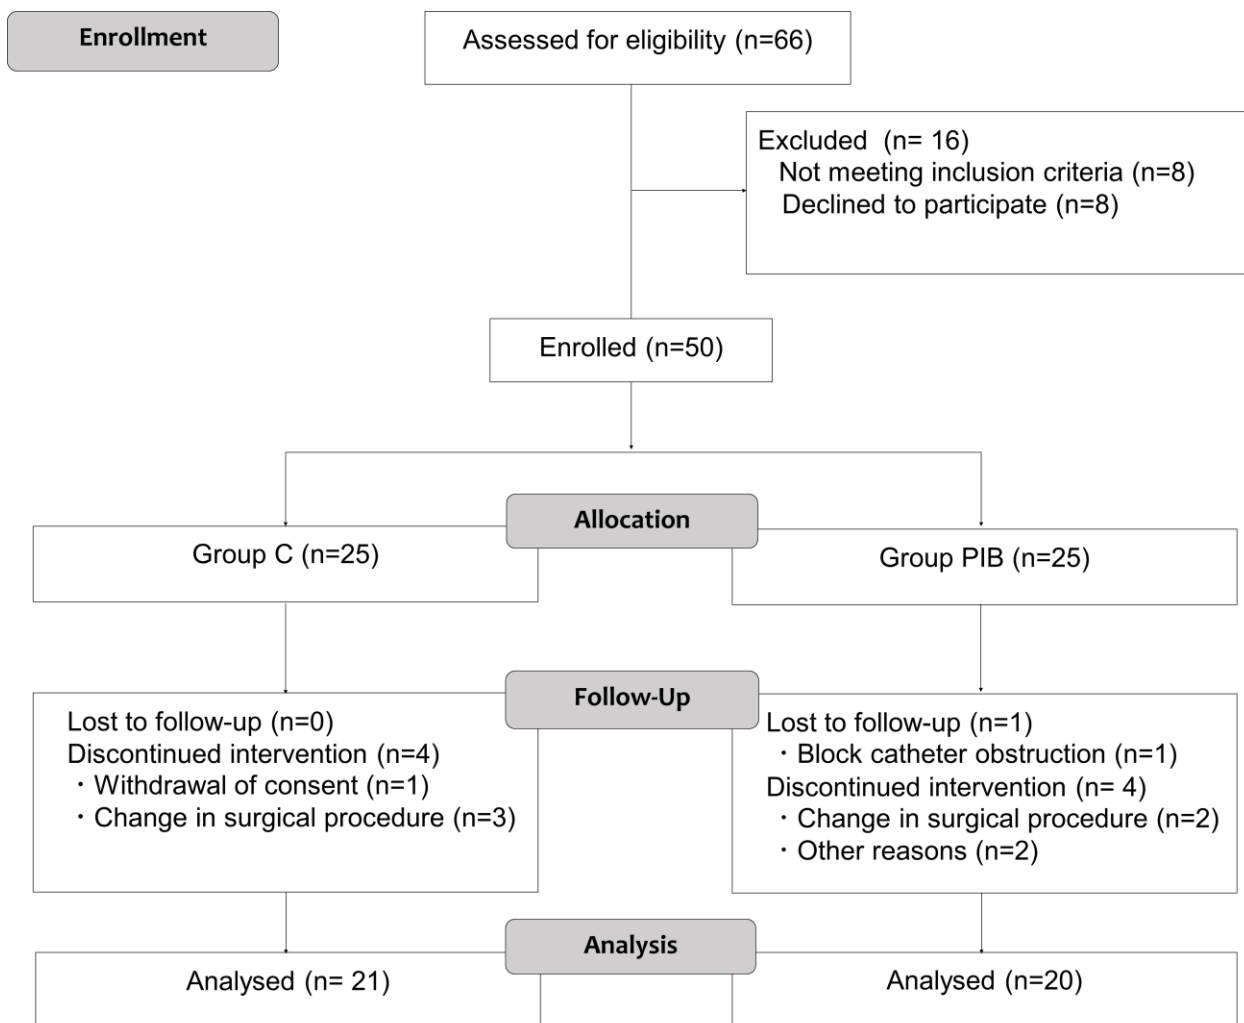 Enrollment
Assessed for eligibility (n=66)
Excluded  (n= 16)
Not meeting inclusion criteria (n=8)
Declined to participate (n=8)
Enrolled (n=50)
Allocation
Group C (n=25)
Group PIB (n=25)
Follow-Up
Lost to follow-up (n=0)
Discontinued intervention (n=4)
・Withdrawal of consent (n=1)
・Change in surgical procedure (n=3)
Lost to follow-up (n=1)
・Block catheter obstruction (n=1)
Discontinued intervention (n= 4)
・Change in surgical procedure (n=2)
・Other reasons (n=2)
Analysis
Analysed (n= 21)
Analysed (n=20)